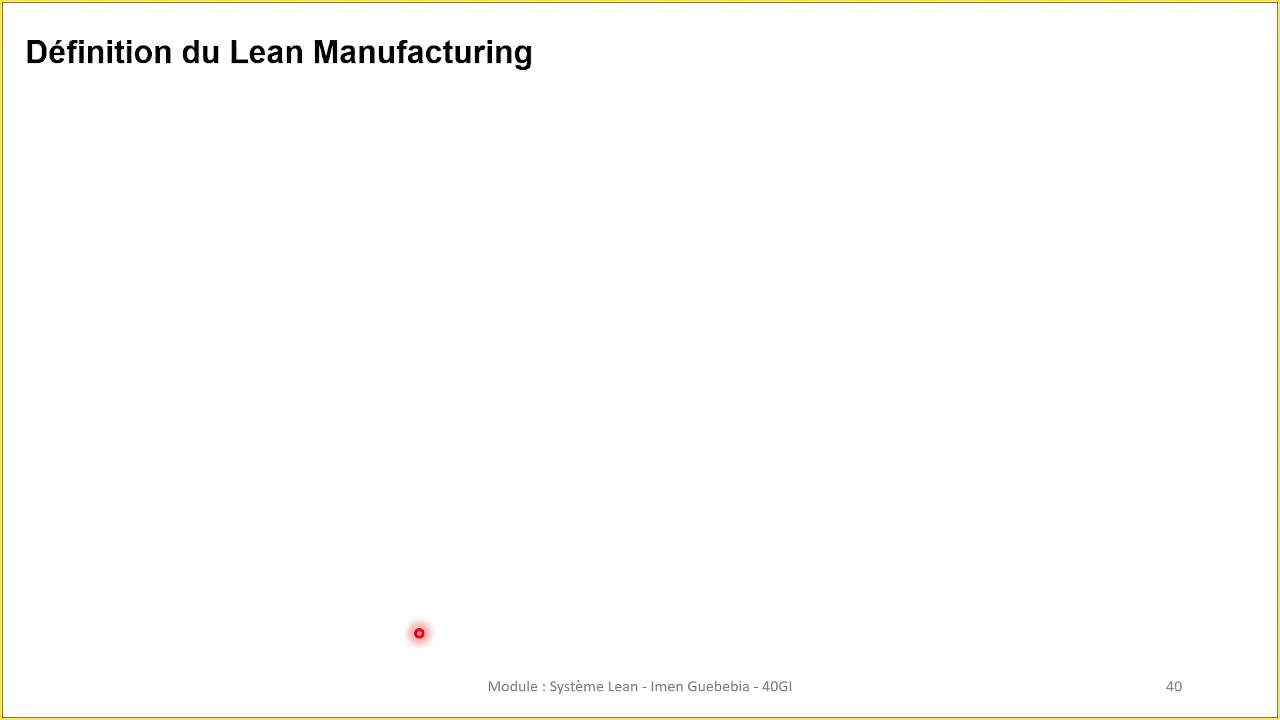 Définition du Lean Manufacturing
Module : Système Lean - Imen Guebebia - 40GI
40